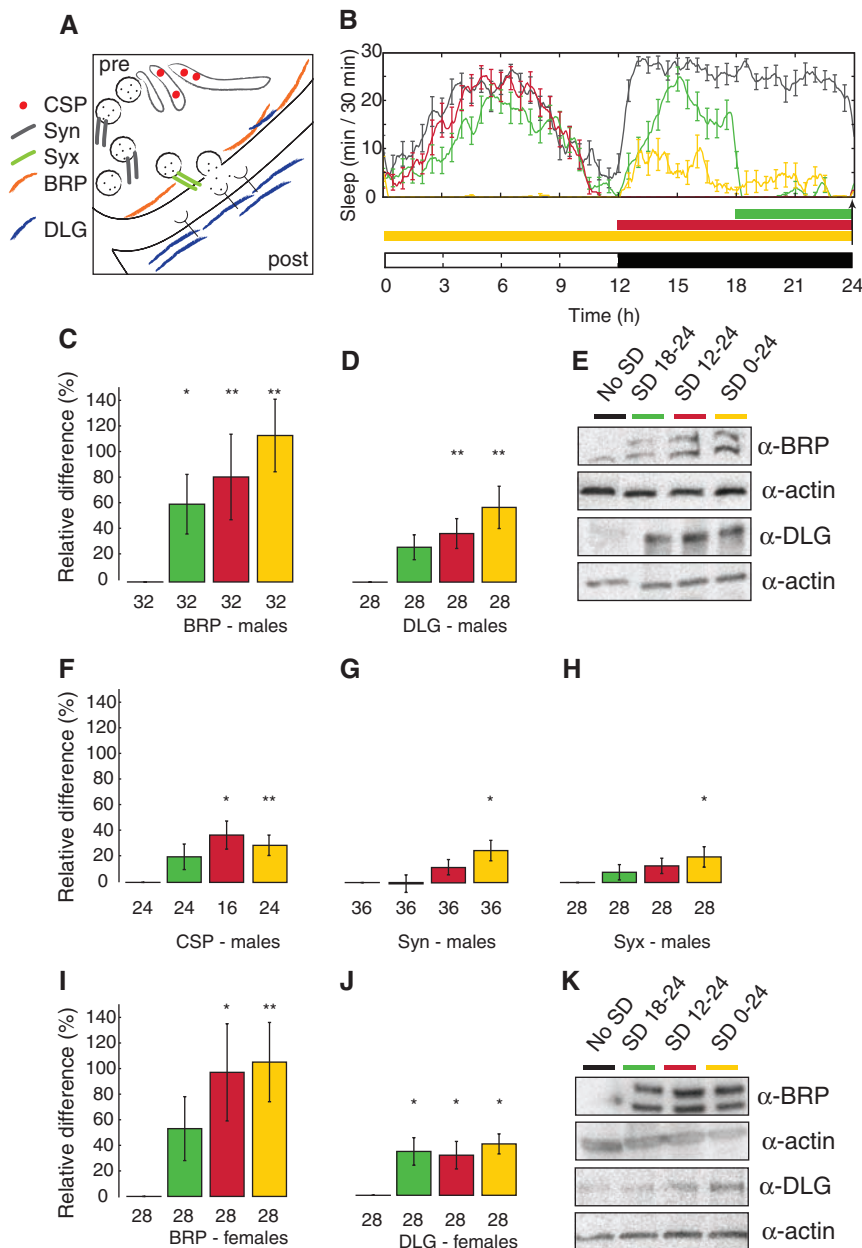 A
pre
post
CSP
Syn
Syx
BRP
DLG
B
Sleep (min / 30 min)
30
20
10
0
0 3 6 9 12 15 18 21 24
Time (h)
C
Relative difference (%)
140
120
100
80
60
40
20
0
* ** **
32 32 32 32
BRP - males
D
** **
28 28 28 28
DLG - males
E
No SD
SD 18-24
SD 12-24
SD 0-24
α-BRP
α-actin
α-DLG
α-actin
F
Relative difference (%)
140
120
100
80
60
40
20
0
* **
24 24 16 24
CSP - males
G
*
36 36 36 36
Syn - males
H
*
28 28 28 28
Syx - males
I
Relative difference (%)
140
120
100
80
60
40
20
0
* **
28 28 28 28
BRP - females
J
* * *
28 28 28 28
DLG - females
K
No SD
SD 18-24
SD 12-24
SD 0-24
α-BRP
α-actin
α-DLG
α-actin